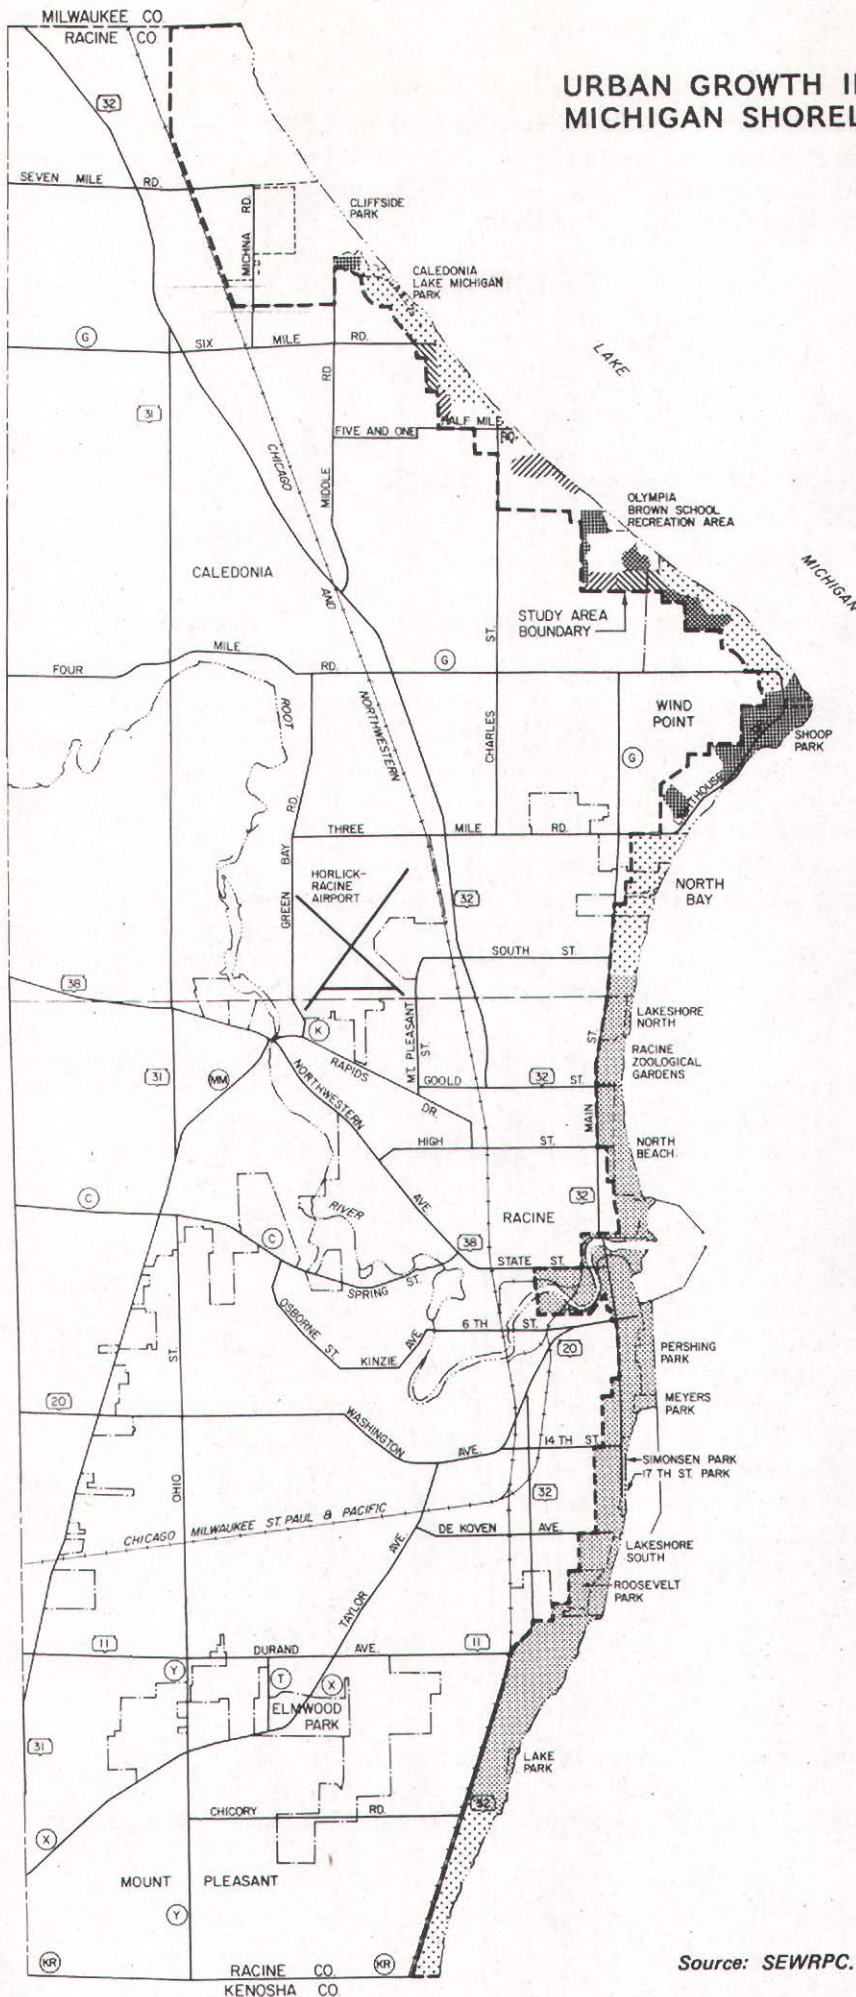 MILWAUKEE CO.
RACINE CO.
URBAN GROWTH I
MICHIGAN SHOREL
32
SEVEN MILE RD.
MICHNA RD.
CLIFFSIDE
PARK
CALEDONIA
LAKE MICHIGAN
PARK
G
SIX MILE RD.
LAKE
31
FIVE AND ONE HALF MILE RD.
MIDDLE RD.
CHICAGO AND NORTHWESTERN
OLYMPIA
BROWN SCHOOL
RECREATION AREA
MICHIGAN
CALEDONIA
STUDY AREA
BOUNDARY
CHARLES ST.
FOUR MILE RD.
G
ROOT
WIND
POINT
SHOOP
PARK
G
LIGHTHOUSE
THREE MILE RD.
GREEN BAY RD.
HORLICK-
RACINE
AIRPORT
32
NORTH
BAY
SOUTH ST.
38
LAKESHORE
NORTH
K
MT. PLEASANT ST.
RACINE
ZOOLOGICAL
GARDENS
31
MM
RAPIDS DR.
GOOLD ST.
32
MAIN ST.
NORTHWESTERN AVE.
HIGH ST.
NORTH
BEACH
C
RIVER
32
RACINE
C
38
STATE ST.
SPRING ST.
OSBORNE ST.
6 TH ST.
KINZIE AVE.
20
PERSHING
PARK
20
MEYERS
PARK
WASHINGTON AVE.
14 TH ST.
SIMONSEN PARK
17 TH ST. PARK
OHIO ST.
32
CHICAGO MILWAUKEE ST. PAUL & PACIFIC
DE KOVEN AVE.
LAKESHORE
SOUTH
ROOSEVELT
PARK
TAYLOR AVE.
11
DURAND AVE.
11
Y
T
X
ELMWOOD
PARK
31
LAKE
PARK
32
CHICORY RD.
X
MOUNT PLEASANT
Y
KR
KR
RACINE CO.
KENOSHA CO.
Source: SEWRPC.